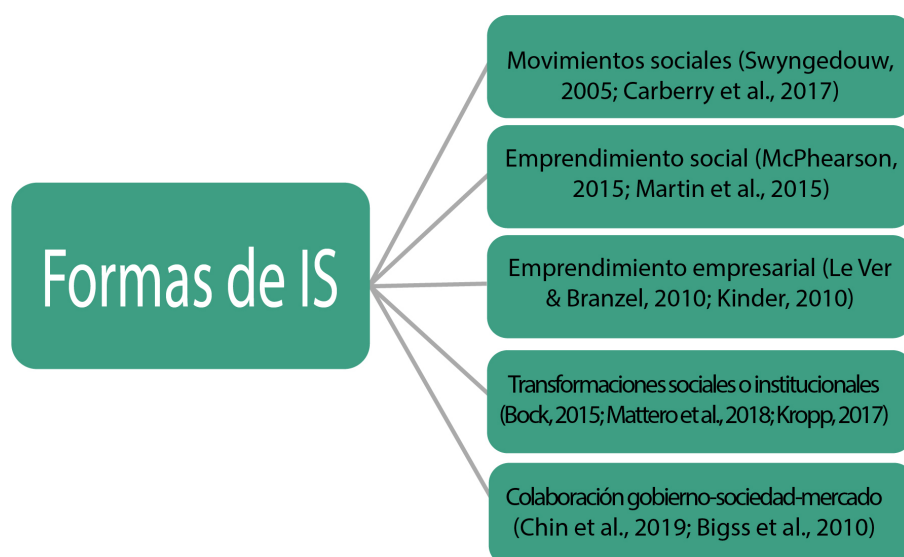 Formas de IS
Movimientos sociales (Swyngedouw,
2005; Carberry et al., 2017)
Emprendimiento social (McPhearson,
2015; Martin et al., 2015)
Emprendimiento empresarial (Le Ver
& Branzel, 2010; Kinder, 2010)
Transformaciones sociales o institucionales
(Bock, 2015; Mattero et al., 2018; Kropp, 2017)
Colaboración gobierno-sociedad-mercado
(Chin et al., 2019; Bigss et al., 2010)